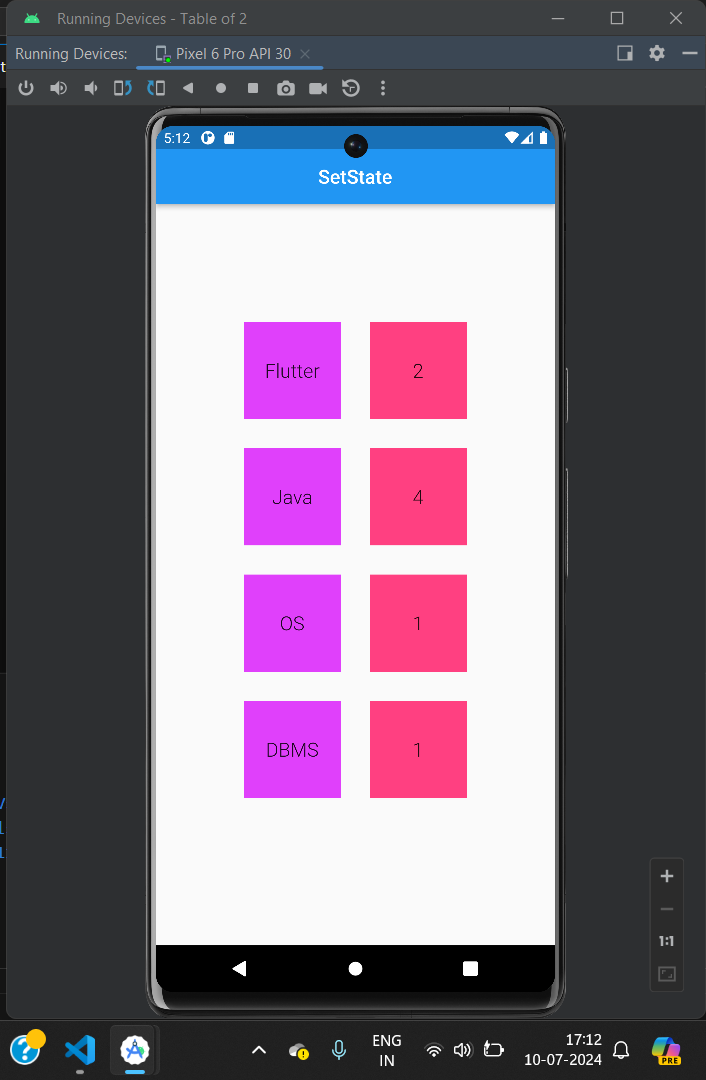 Running Devices - Table of 2
Running Devices:
Pixel 6 Pro API 30
5:12
SetState
Flutter
2
Java
4
OS
1
DBMS
1
1:1
ENG
IN
17:12
10-07-2024
PRE